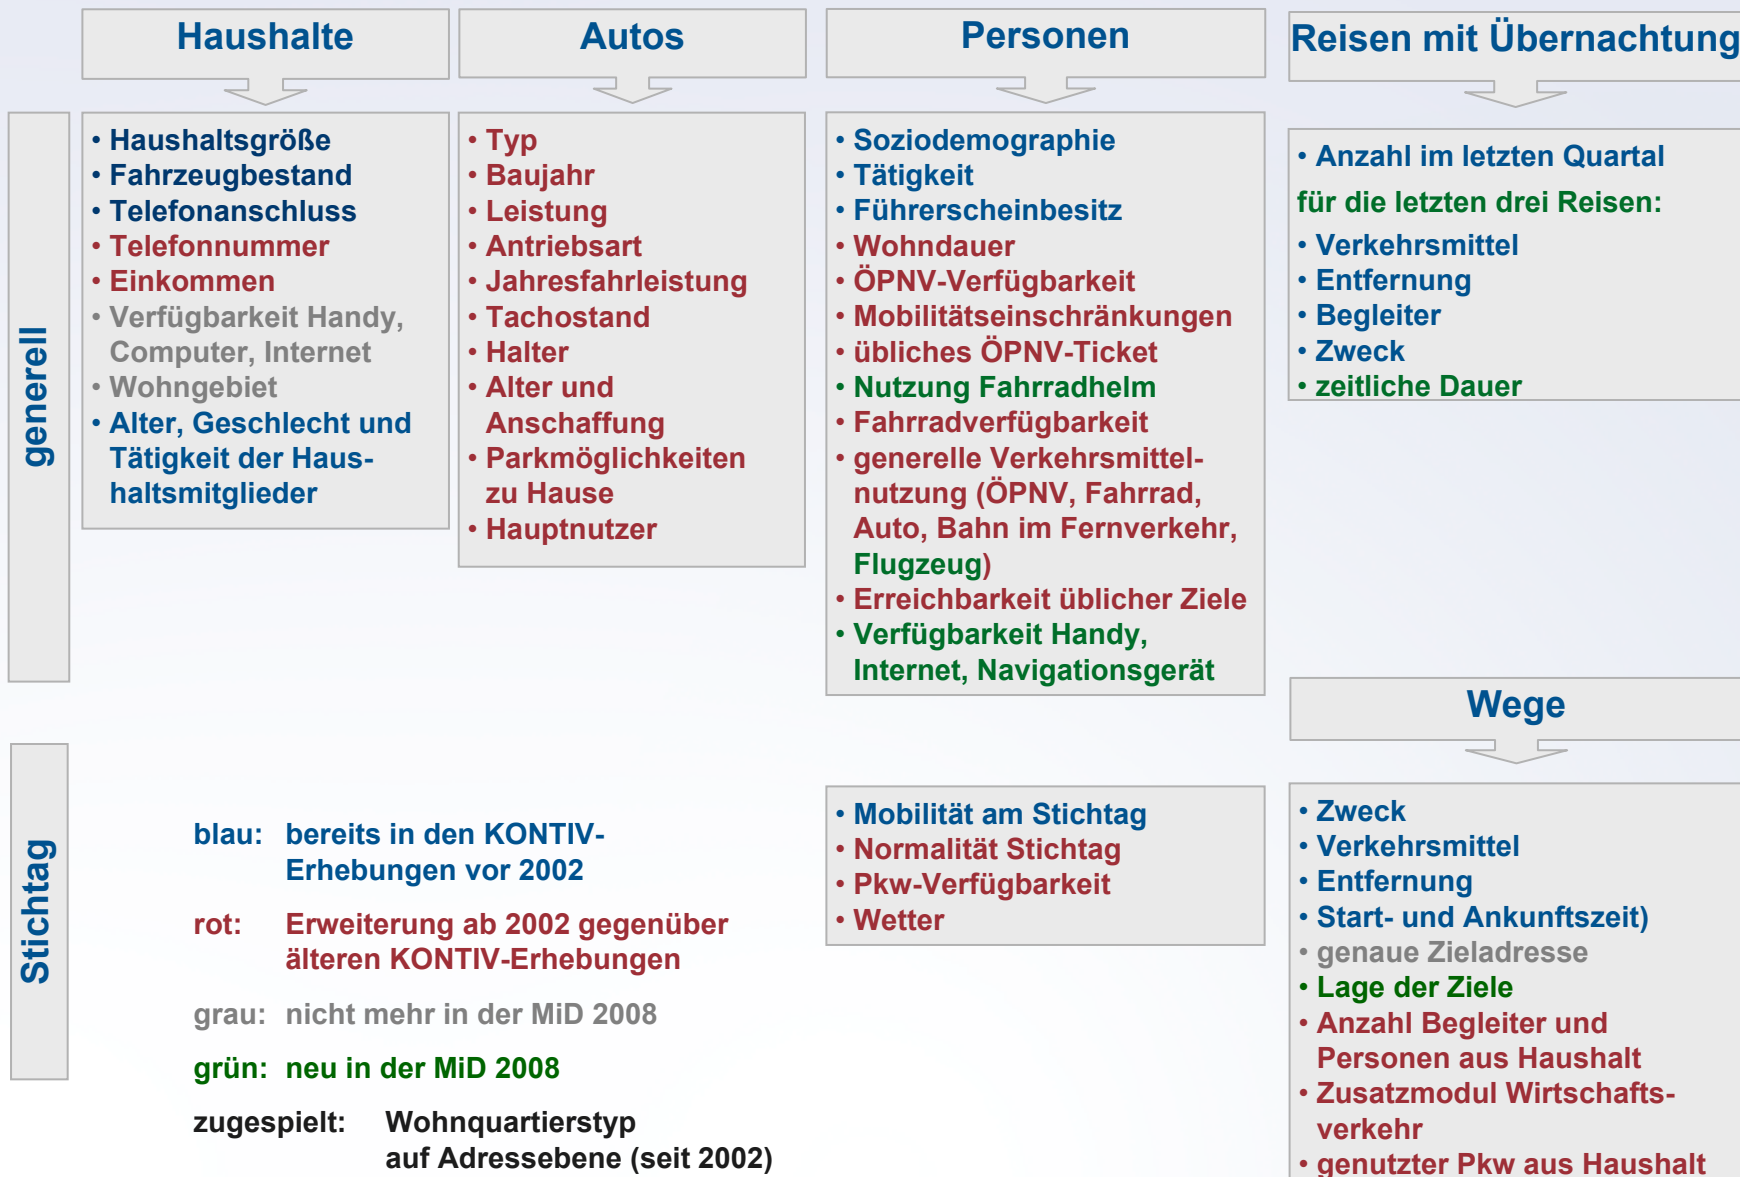 Haushalte
Autos
Personen
Reisen mit Übernachtung
generell
• Haushaltsgröße
• Fahrzeugbestand
• Telefonanschluss
• Telefonnummer
• Einkommen
• Verfügbarkeit Handy,
Computer, Internet
• Wohngebiet
• Alter, Geschlecht und
Tätigkeit der Haus-
haltsmitglieder
• Typ
• Baujahr
• Leistung
• Antriebsart
• Jahresfahrleistung
• Tachostand
• Halter
• Alter und
Anschaffung
• Parkmöglichkeiten
zu Hause
• Hauptnutzer
• Soziodemographie
• Tätigkeit
• Führerscheinbesitz
• Wohndauer
• ÖPNV-Verfügbarkeit
• Mobilitätseinschränkungen
• übliches ÖPNV-Ticket
• Nutzung Fahrradhelm
• Fahrradverfügbarkeit
• generelle Verkehrsmittel-
nutzung (ÖPNV, Fahrrad,
Auto, Bahn im Fernverkehr,
Flugzeug)
• Erreichbarkeit üblicher Ziele
• Verfügbarkeit Handy,
Internet, Navigationsgerät
• Anzahl im letzten Quartal
für die letzten drei Reisen:
• Verkehrsmittel
• Entfernung
• Begleiter
• Zweck
• zeitliche Dauer
Wege
Stichtag
blau: bereits in den KONTIV-
Erhebungen vor 2002
rot: Erweiterung ab 2002 gegenüber
älteren KONTIV-Erhebungen
grau: nicht mehr in der MiD 2008
grün: neu in der MiD 2008
zugespielt: Wohnquartierstyp
auf Adressebene (seit 2002)
• Mobilität am Stichtag
• Normalität Stichtag
• Pkw-Verfügbarkeit
• Wetter
• Zweck
• Verkehrsmittel
• Entfernung
• Start- und Ankunftszeit)
• genaue Zieladresse
• Lage der Ziele
• Anzahl Begleiter und
Personen aus Haushalt
• Zusatzmodul Wirtschafts-
verkehr
• genutzter Pkw aus Haushalt